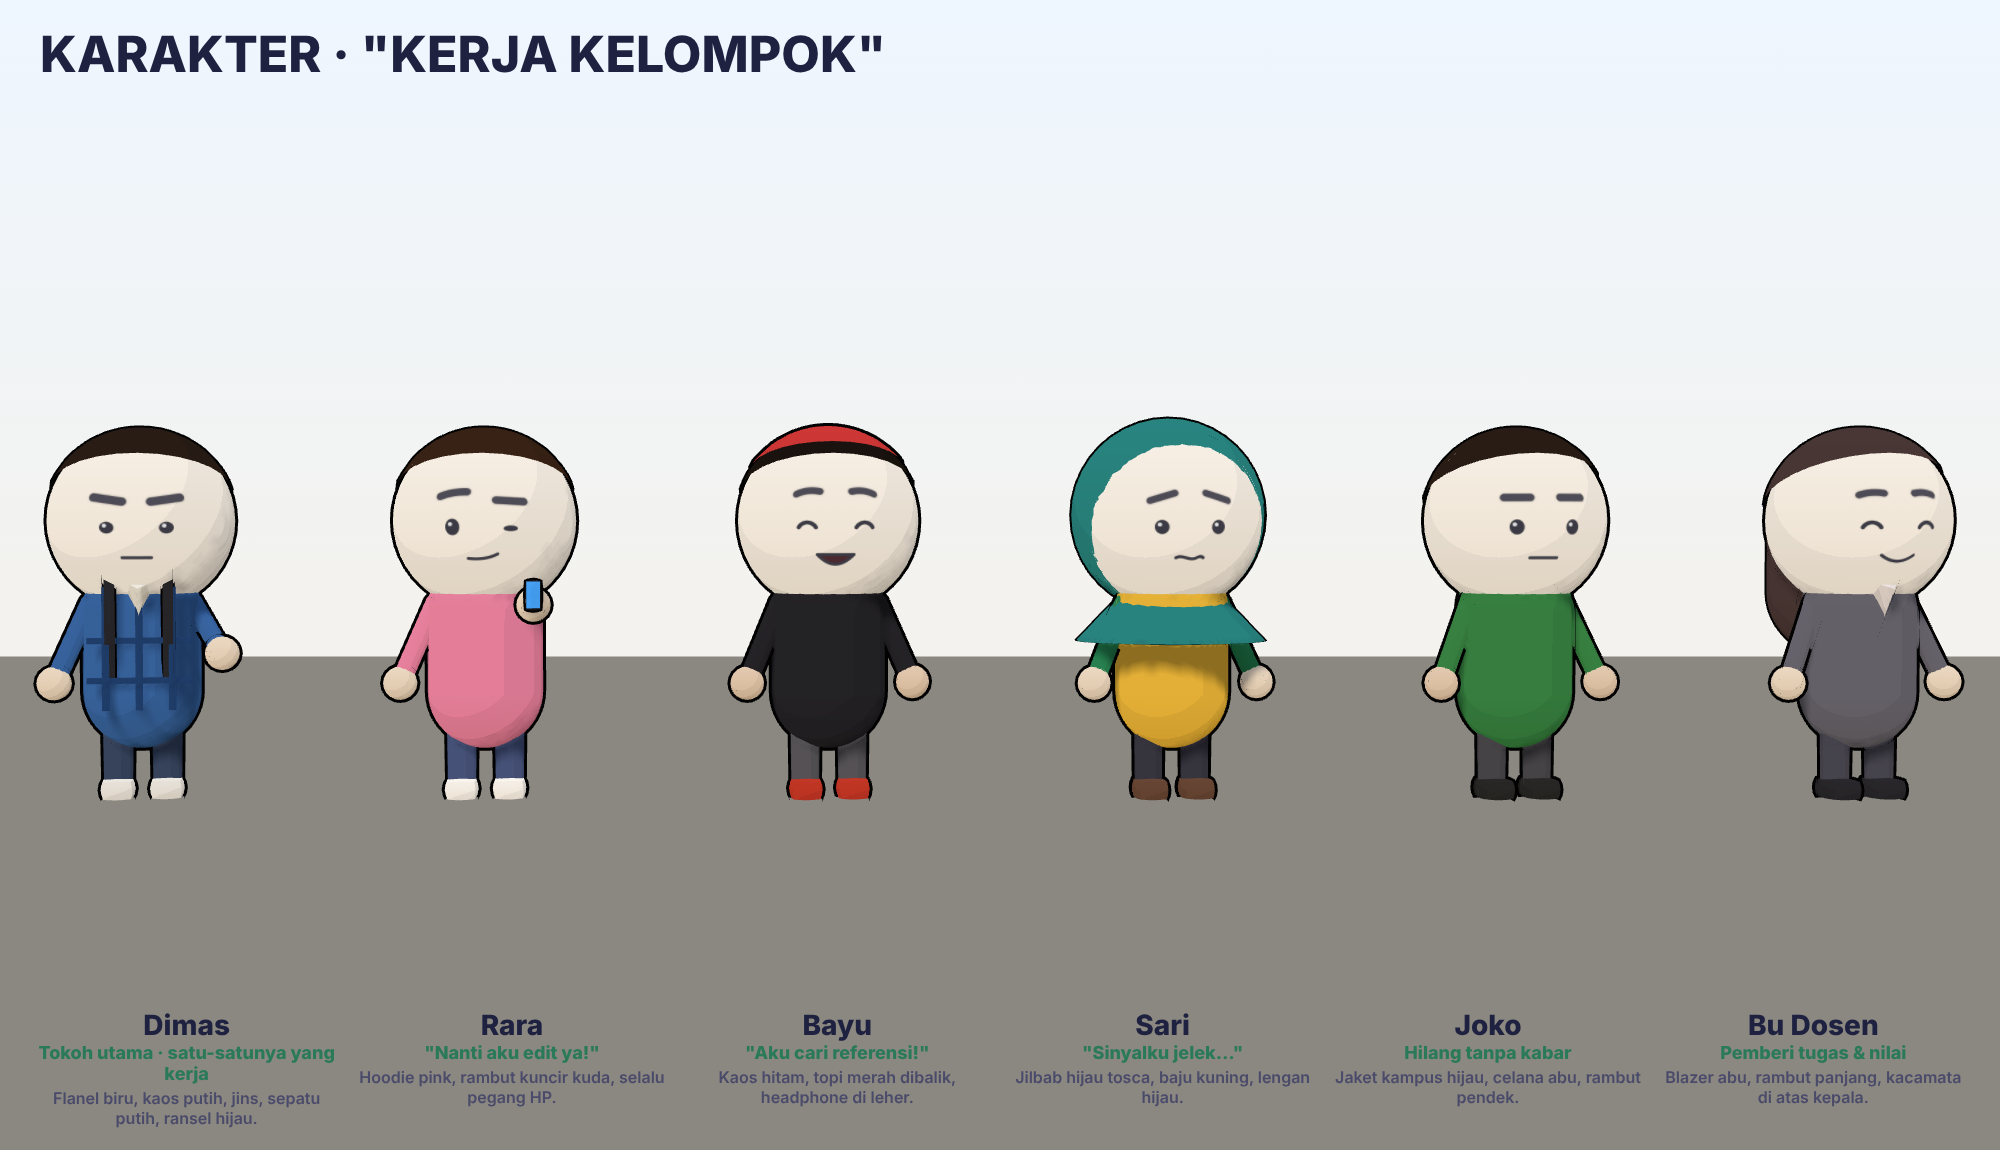 KARAKTER · "KERJA KELOMPOK"
Dimas
Tokoh utama · satu-satunya yang
kerja
Flanel biru, kaos putih, jins, sepatu
putih, ransel hijau.
Rara
"Nanti aku edit ya!"
Hoodie pink, rambut kuncir kuda, selalu
pegang HP.
Bayu
"Aku cari referensi!"
Kaos hitam, topi merah dibalik,
headphone di leher.
Sari
"Sinyalku jelek..."
Jilbab hijau tosca, baju kuning, lengan
hijau.
Joko
Hilang tanpa kabar
Jaket kampus hijau, celana abu, rambut
pendek.
Bu Dosen
Pemberi tugas & nilai
Blazer abu, rambut panjang, kacamata
di atas kepala.